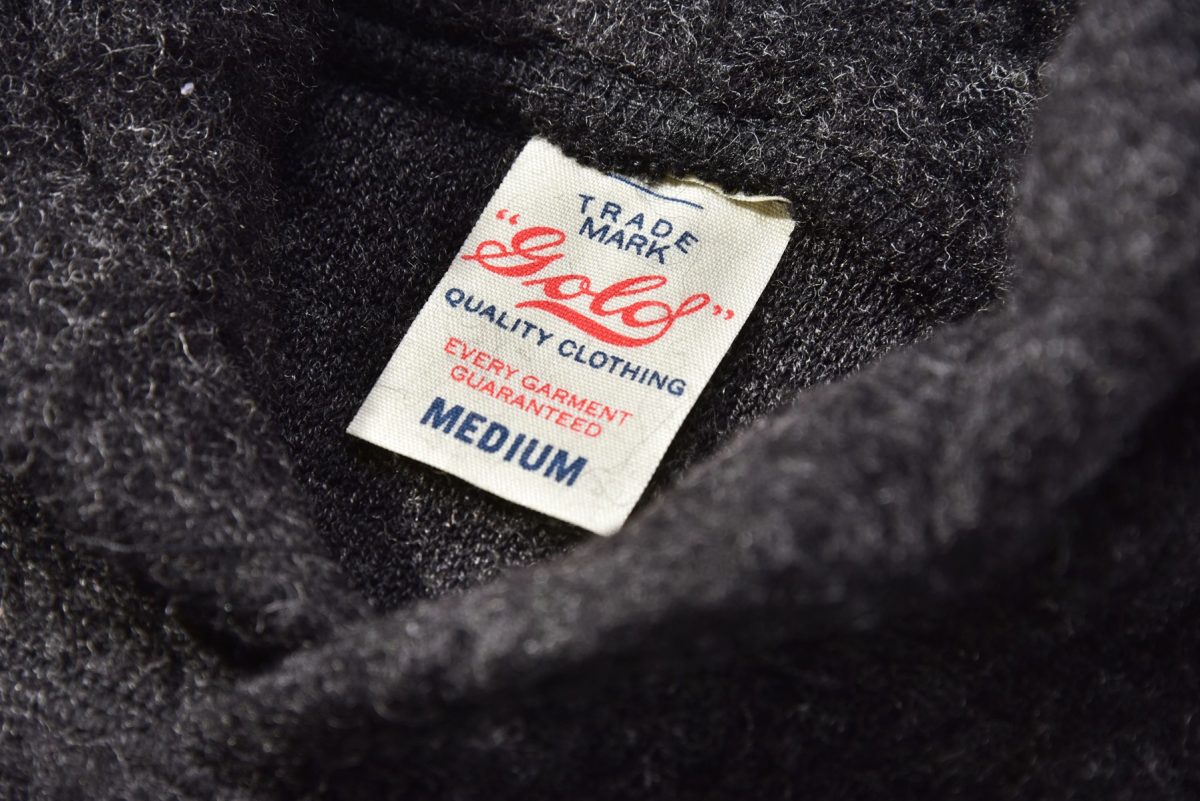 TRADE
MARK
"Gold"
QUALITY CLOTHING
EVERY GARMENT
GUARANTEED
MEDIUM